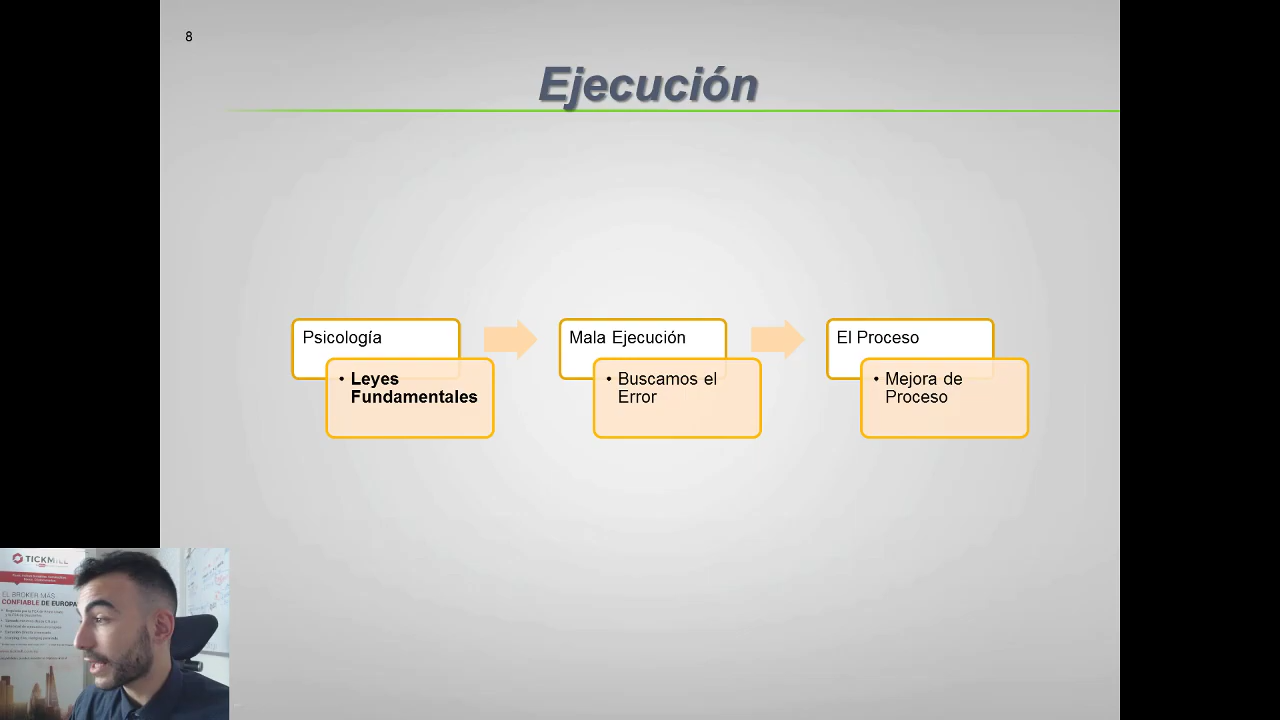 8
Ejecución
Psicología
• Leyes
Fundamentales
Mala Ejecución
• Buscamos el
Error
El Proceso
• Mejora de
Proceso
TICKMILL
EL BROKER MÁS
CONFIABLE DE EUROPA